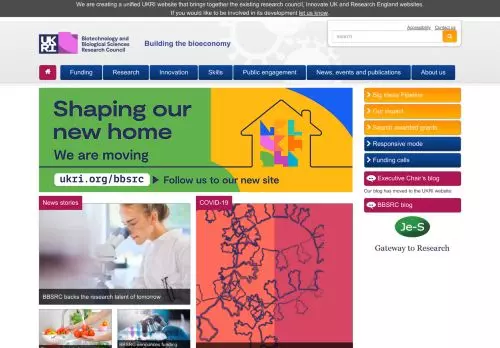 We are creating a unified UKRI website that brings together the existing research council, Innovate UK and Research England websites.
If you would like to be involved in its development let us know.
Accessibility Contact us
UK
RI
Biotechnology and
Biological Sciences
Research Council
Building the bioeconomy
search
Funding Research Innovation Skills Public engagement News, events and publications About us
Shaping our
new home
We are moving
ukri.org/bbsrc Follow us to our new site
Big Ideas Pipeline
Our impact
Search awarded grants
Responsive mode
Funding calls
Executive Chair's blog
Our blog has moved to the UKRI website
BBSRC blog
Je-S
Gateway to Research
News stories
COVID-19
BBSRC backs the research talent of tomorrow
BBSRC announces funding